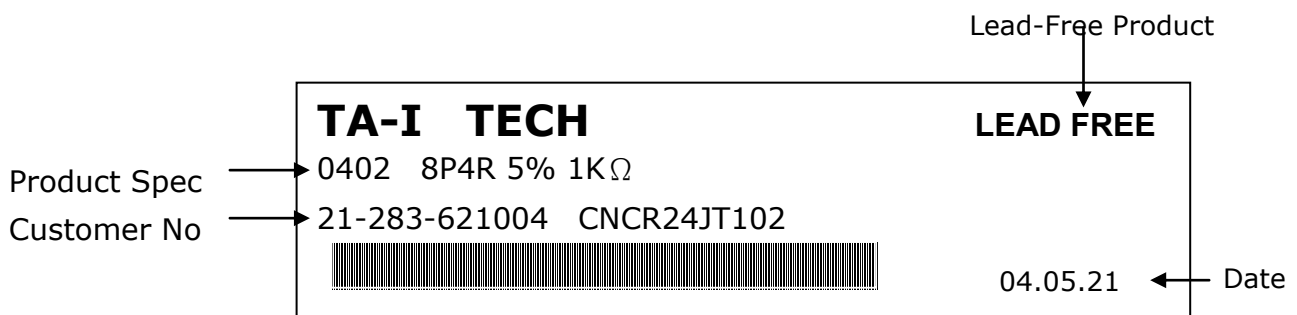 Lead-Free Product
TA-I TECH
LEAD FREE
Product Spec
0402 8P4R 5% 1KΩ
Customer No
21-283-621004 CNCR24JT102
04.05.21
Date